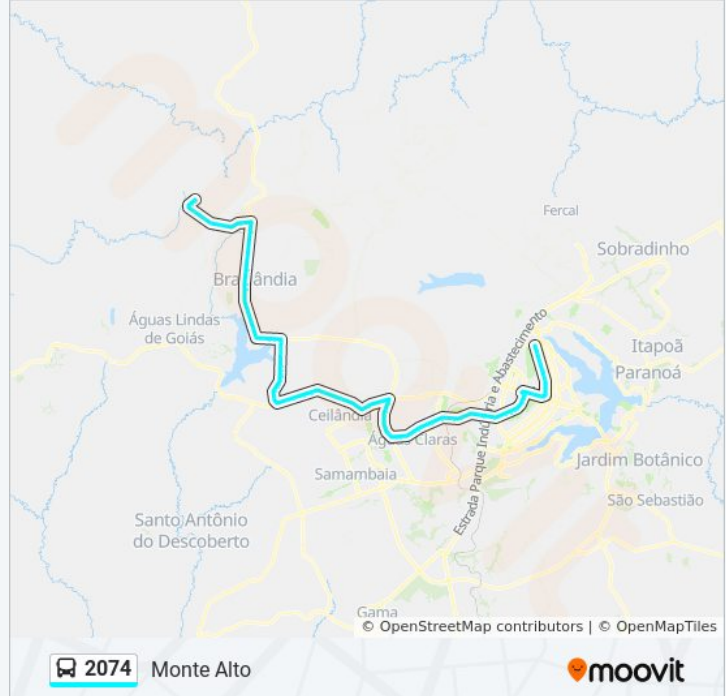 Fercal
Sobradinho
Brazlândia
Águas Lindas
de Goiás
Estrada Parque Indústria e Abastecimento
Itapoã
Paranoá
Ceilândia
Águas Claras
Samambaia
Jardim Botânico
São Sebastião
Santo Antônio
do Descoberto
Gama
© OpenStreetMap contributors | © OpenMapTiles
2074 Monte Alto
moovit